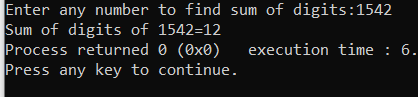 Enter any number to find sum of digits:1542
Sum of digits of 1542=12
Process returned 0 (0x0)   execution time : 6.
Press any key to continue.